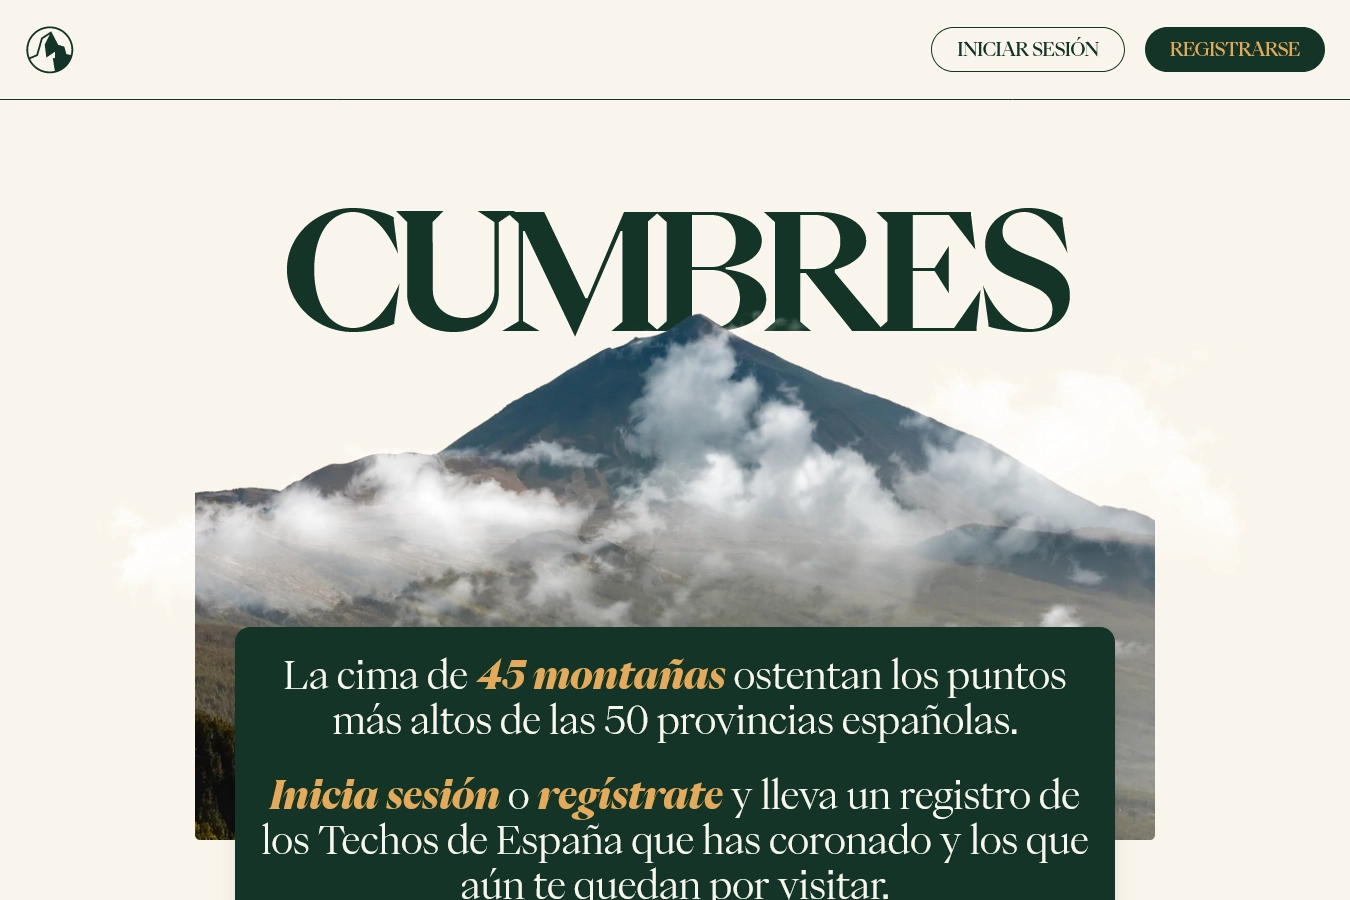 INICIAR SESIÓN
REGISTRARSE
CUMBRES
La cima de 45 montañas ostentan los puntos
más altos de las 50 provincias españolas.
Inicia sesión o regístrate y lleva un registro de
los Techos de España que has coronado y los que
aún te quedan por visitar.